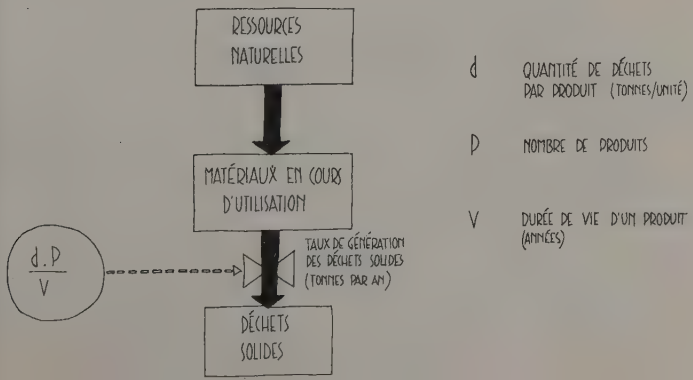 RESSOURCES
NATURELLES
MATÉRIAUX EN COURS
D'UTILISATION
d.P
V
TAUX DE GÉNÉRATION
DES DÉCHETS SOLIDES
(TONNES PAR AN)
DÉCHETS
SOLIDES
d QUANTITÉ DE DÉCHETS
PAR PRODUIT (TONNES/UNITÉ)
P NOMBRE DE PRODUITS
V DURÉE DE VIE D'UN PRODUIT
(ANNÉES)